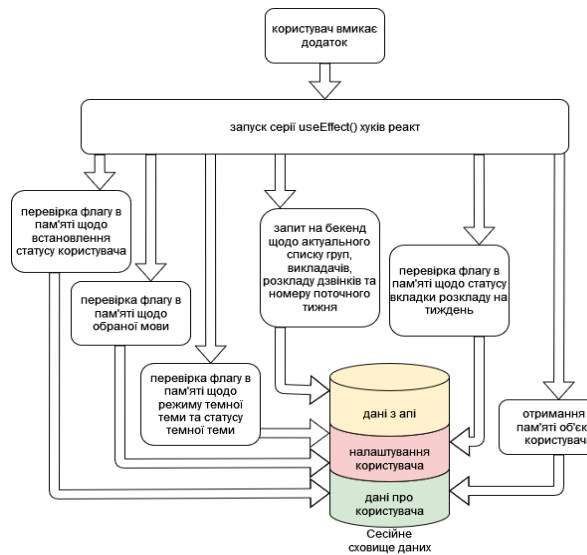 користувач вмикає
додаток
запуск серії useEffect() хуків реакт
перевірка флагу в
пам'яті щодо
встановлення
статусу користувача
перевірка флагу в
пам'яті щодо
обраної мови
перевірка флагу в
пам'яті щодо
режиму темної
теми та статусу
темної теми
запит на бекенд
щодо актуального
списку груп,
викладачів,
розкладу дзвінків та
номеру поточного
тижня
перевірка флагу в
пам'яті щодо статусу
вкладки розкладу на
тиждень
отримання
пам'яті об'єк
користувач
дані з апі
налаштування
користувача
дані про
користувача
Сесійне
сховище даних